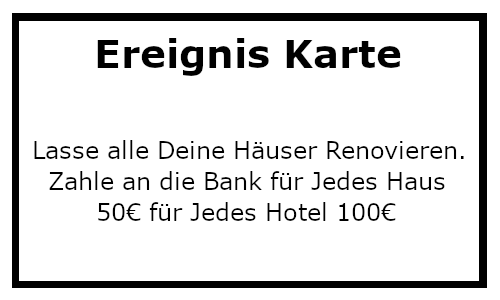 Ereignis Karte
Lasse alle Deine Häuser Renovieren.
Zahle an die Bank für Jedes Haus
50€ für Jedes Hotel 100€